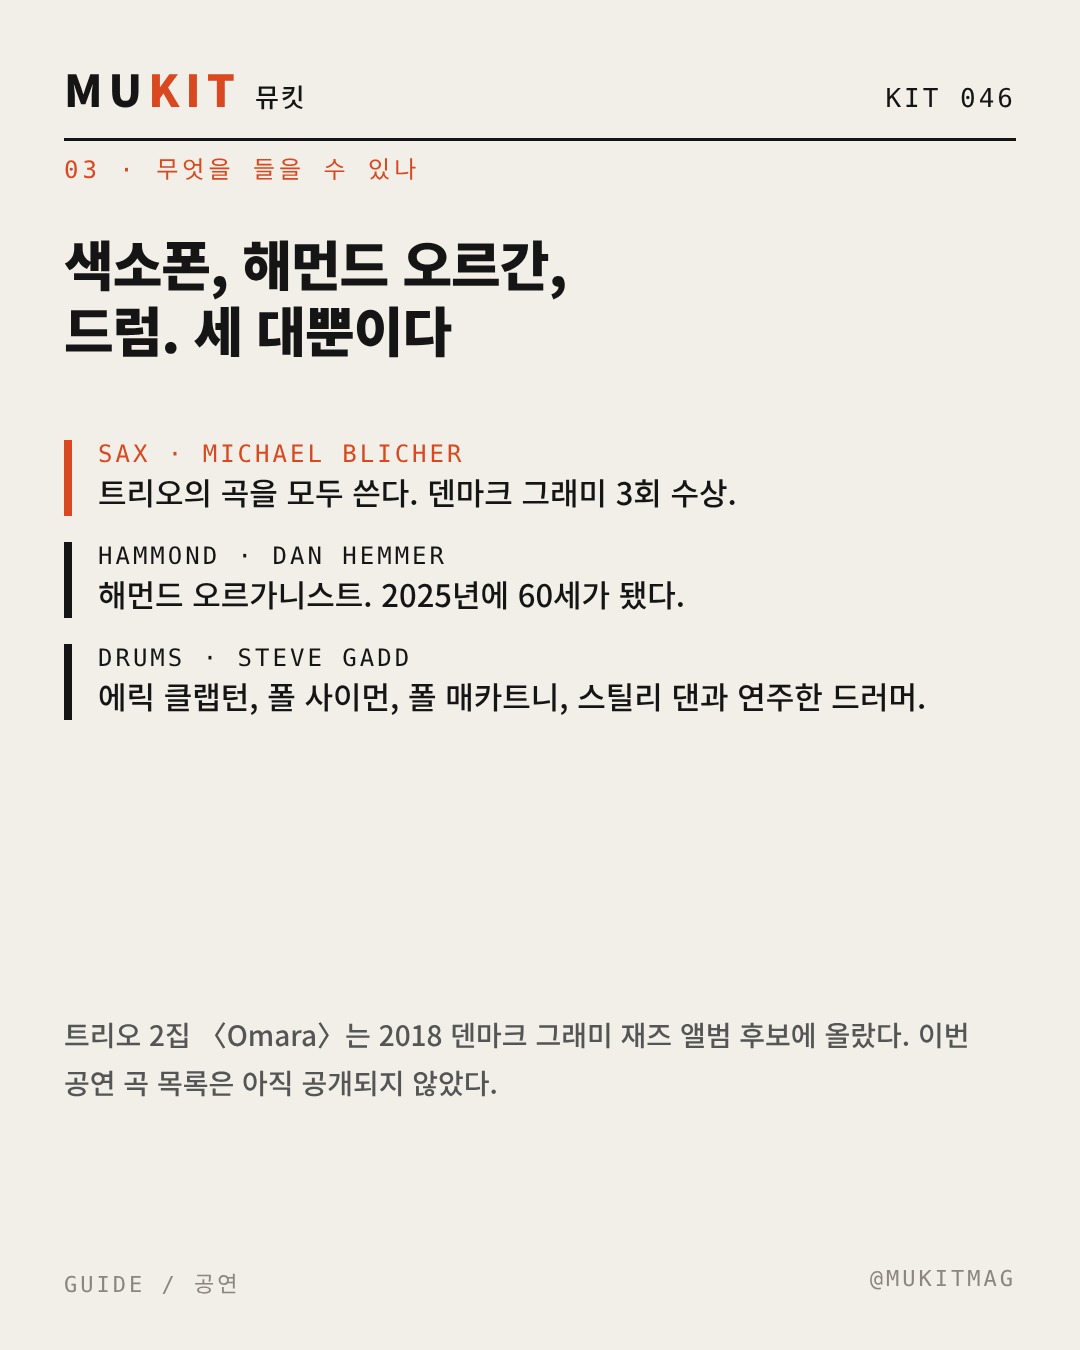 MUKIT 뮤킷
KIT 046
03 · 무엇을 들을 수 있나
색소폰, 해먼드 오르간,
드럼. 세 대뿐이다
SAX · MICHAEL BLICHER
트리오의 곡을 모두 쓴다. 덴마크 그래미 3회 수상.
HAMMOND · DAN HEMMER
해먼드 오르가니스트. 2025년에 60세가 됐다.
DRUMS · STEVE GADD
에릭 클랩턴, 폴 사이먼, 폴 매카트니, 스틸리 댄과 연주한 드러머.
트리오 2집 〈Omara〉는 2018 덴마크 그래미 재즈 앨범 후보에 올랐다. 이번
공연 곡 목록은 아직 공개되지 않았다.
GUIDE / 공연
@MUKITMAG